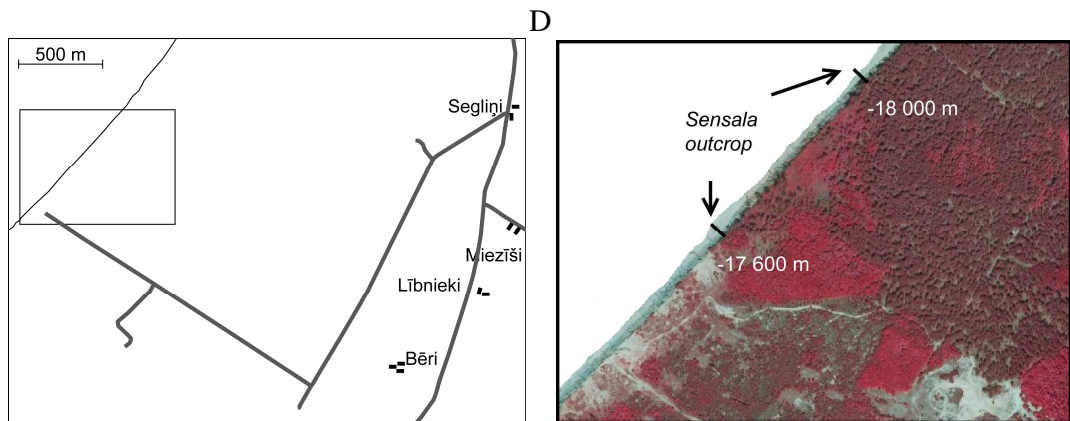 D
500 m
Segliņi
Miezīši
Lībnieki
Bēri
-18 000 m
Sensala
outcrop
-17 600 m